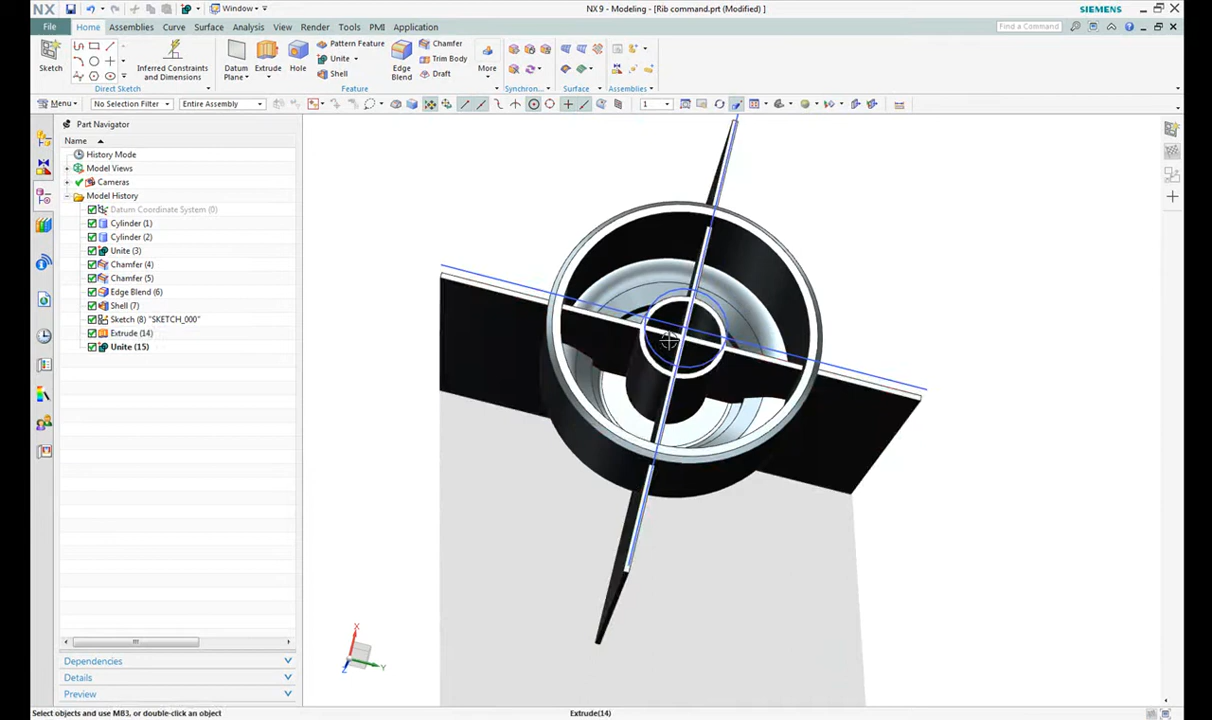 NX
Window
NX 9 - Modeling - [Rib command.prt (Modified) ]
SIEMENS
File
Home
Assemblies
Curve
Surface
Analysis
View
Render
Tools
PMI
Application
Find a Command
Sketch
Inferred Constraints
and Dimensions
Direct Sketch
Datum
Plane
Extrude
Hole
Pattern Feature
Unite
Shell
Edge
Blend
Chamfer
Trim Body
Draft
More
Feature
Synchron...
Surface
Assemblies
Menu
No Selection Filter
Entire Assembly
1
Part Navigator
Name
History Mode
Model Views
Cameras
Model History
Datum Coordinate System (0)
Cylinder (1)
Cylinder (2)
Unite (3)
Chamfer (4)
Chamfer (5)
Edge Blend (6)
Shell (7)
Sketch (8) "SKETCH_000"
Extrude (14)
Unite (15)
X
Y
Z
Dependencies
Details
Preview
Select objects and use MB3, or double-click an object
Extrude(14)